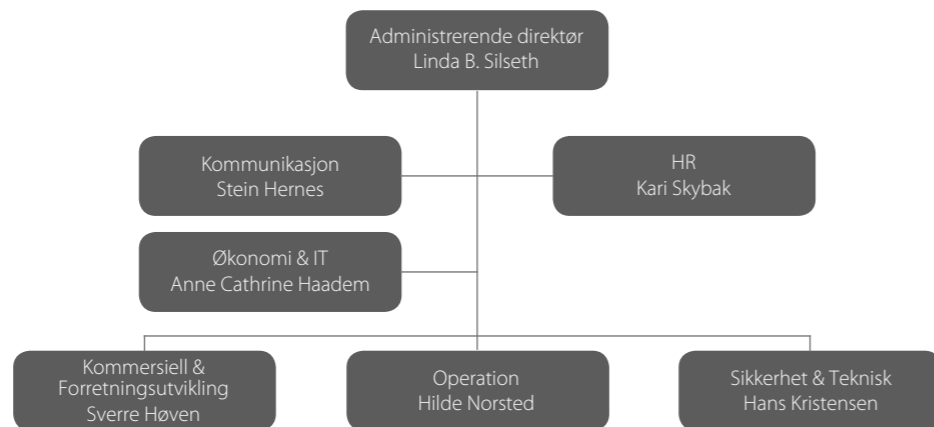 Administrerende direktør
Linda B. Silseth
Kommunikasjon
Stein Hernes
HR
Kari Skybak
Økonomi & IT
Anne Cathrine Haadem
Kommersiell &
Forretningsutvikling
Sverre Høven
Operation
Hilde Norsted
Sikkerhet & Teknisk
Hans Kristensen